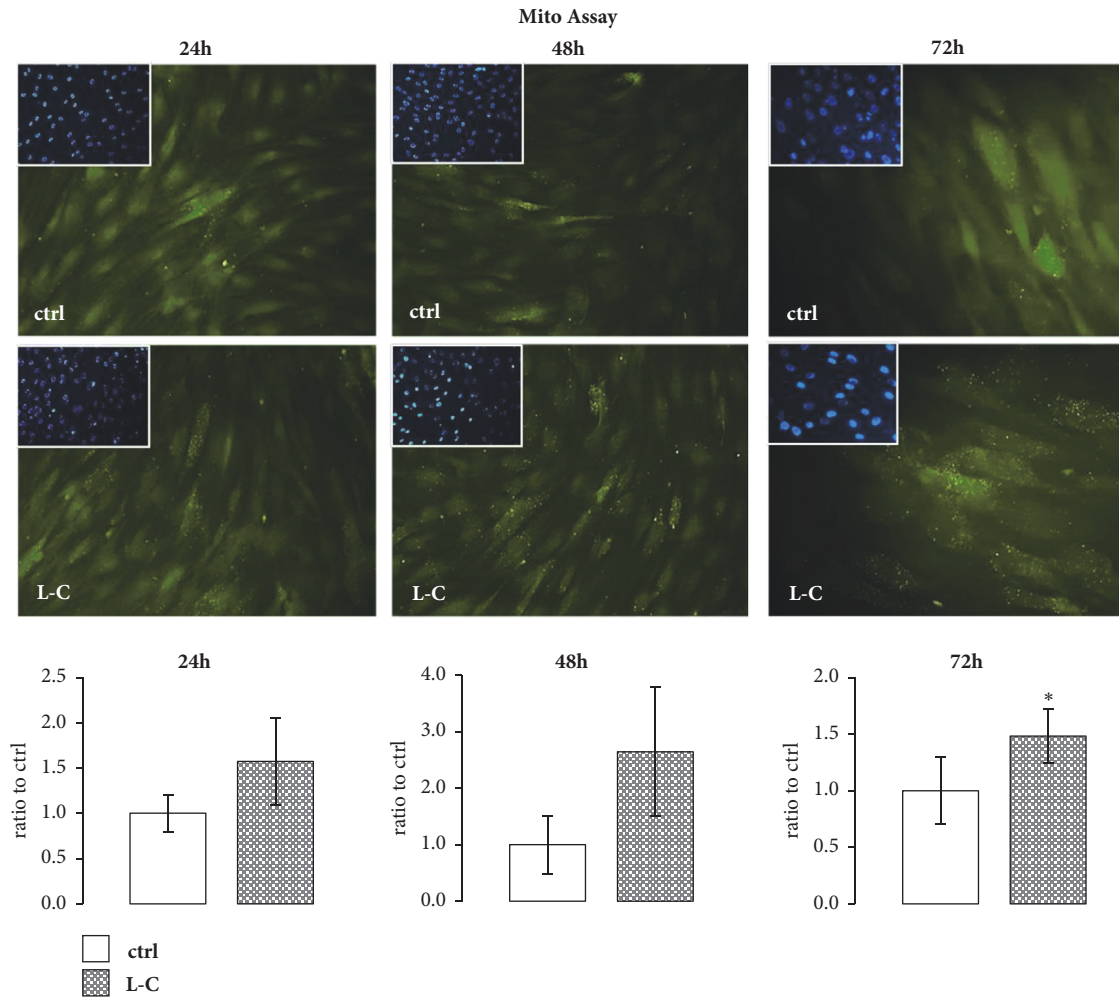 Mito Assay
24h
48h
72h
ctrl
ctrl
ctrl
L-C
L-C
L-C
24h
2.5
2.0
1.5
1.0
0.5
0.0
ratio to ctrl
48h
4.0
3.0
2.0
1.0
0.0
ratio to ctrl
72h
2.0
1.5
1.0
0.5
0.0
ratio to ctrl
*
ctrl
L-C